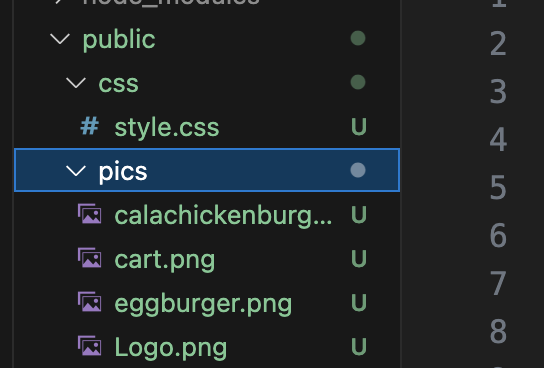 node_modules
public
css
# style.css U
pics
calachickenburg... U
cart.png U
eggburger.png U
Logo.png U
1
2
3
4
5
6
7
8